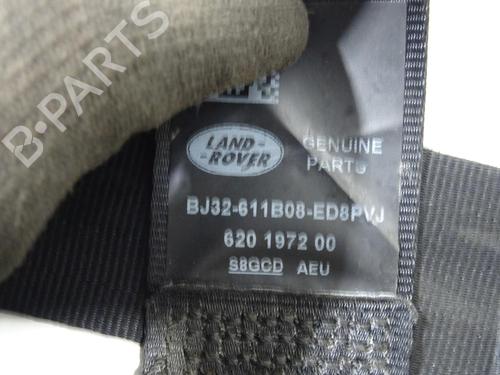 LAND-
-ROVER
GENUINE
PARTS
BJ32-611B08-ED8PVJ
620 1972 00
S8GCD AEU
B-PARTS